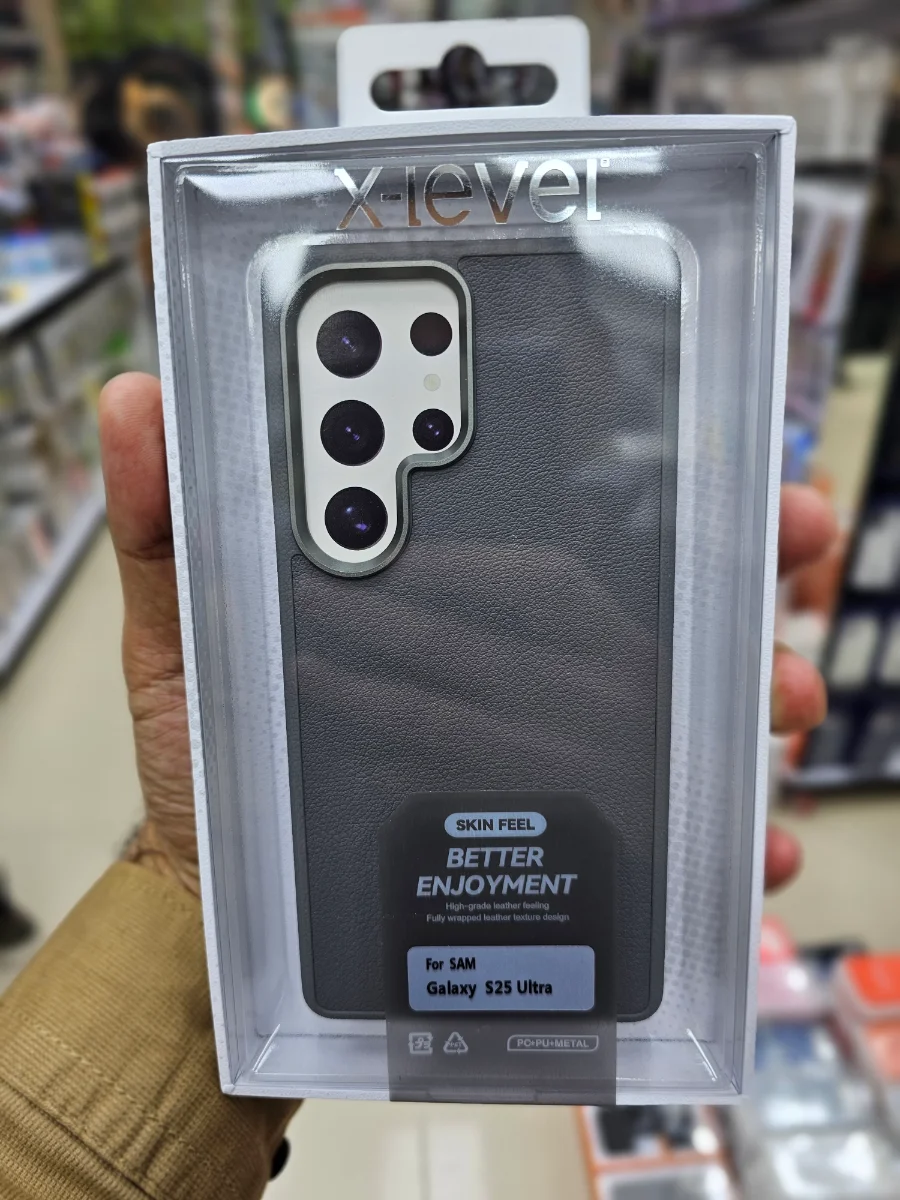 x-level
SKIN FEEL
BETTER
ENJOYMENT
High-grade leather feeling
Fully wrapped leather texture design
For SAM
Galaxy S25 Ultra
PC+PU+METAL